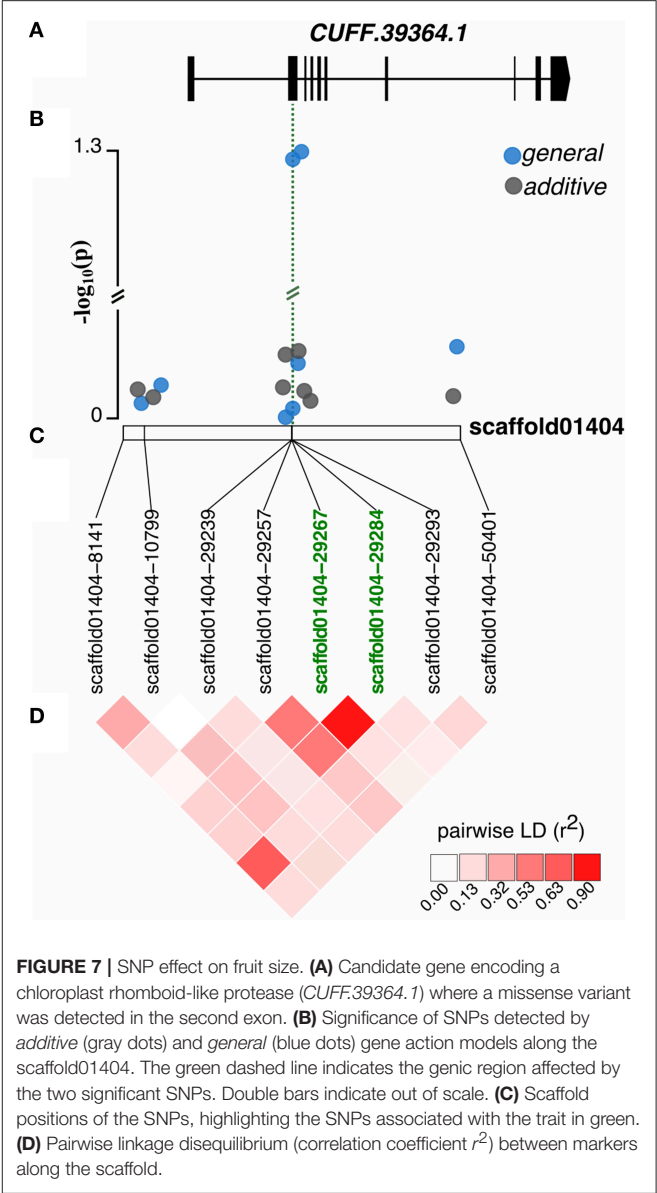 A
CUFF.39364.1
B
1.3
general
additive
-log10(p)
0
C
scaffold01404
scaffold01404–8141
scaffold01404–10799
scaffold01404–29239
scaffold01404–29257
scaffold01404–29267
scaffold01404–29284
scaffold01404–29293
scaffold01404–50401
D
pairwise LD (r2)
0.00
0.13
0.32
0.53
0.63
0.90
FIGURE 7 | SNP effect on fruit size. (A) Candidate gene encoding a
chloroplast rhomboid-like protease (CUFF.39364.1) where a missense variant
was detected in the second exon. (B) Significance of SNPs detected by
additive (gray dots) and general (blue dots) gene action models along the
scaffold01404. The green dashed line indicates the genic region affected by
the two significant SNPs. Double bars indicate out of scale. (C) Scaffold
positions of the SNPs, highlighting the SNPs associated with the trait in green.
(D) Pairwise linkage disequilibrium (correlation coefficient r2) between markers
along the scaffold.